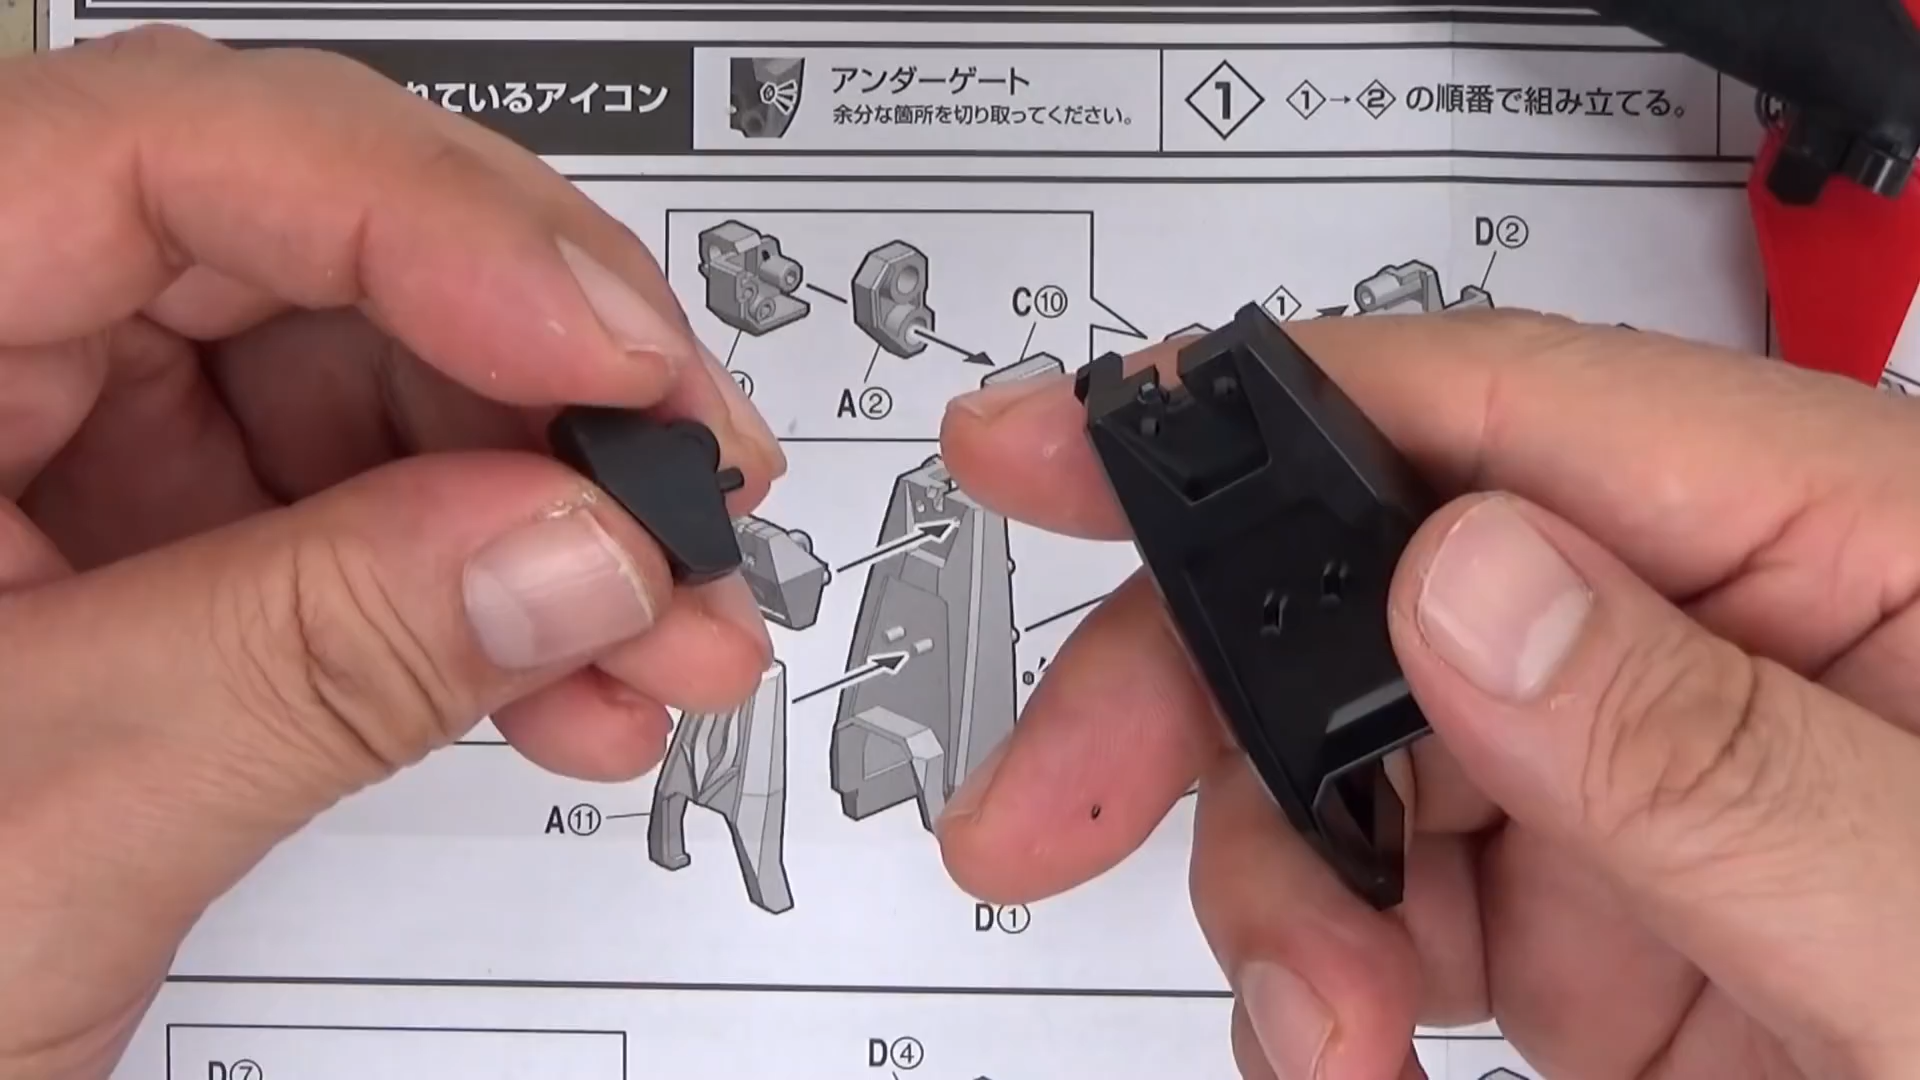 れているアイコン
アンダーゲート
余分な箇所を切り取ってください。
1
1→2 の順番で組み立てる。
D②
1
C⑩
A②
A⑪
D①
D④
D⑦